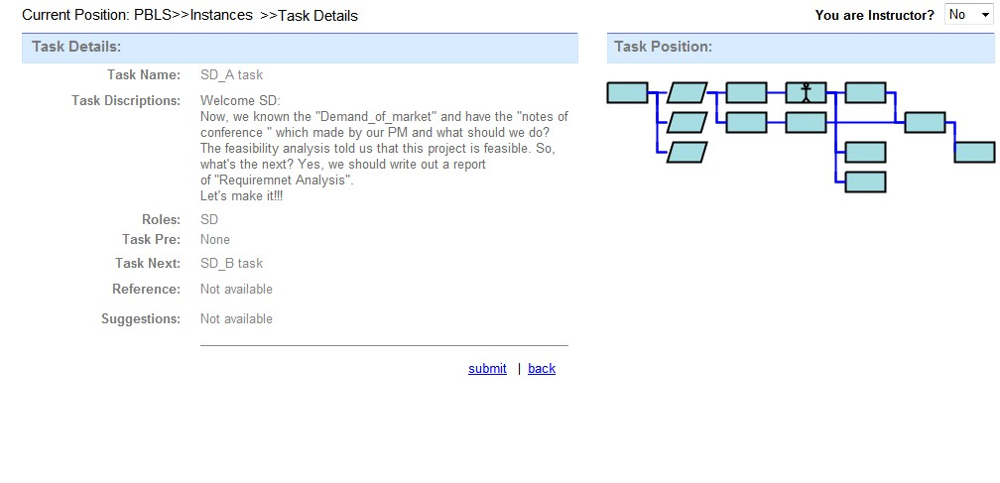 Current Position: PBLS>>Instances >>Task Details
You are Instructor? No
Task Details:
Task Position:
Task Name: SD_A task
Task Discriptions: Welcome SD:
Now, we known the "Demand_of_market" and have the "notes of
conference " which made by our PM and what should we do?
The feasibility analysis told us that this project is feasible. So,
what's the next? Yes, we should write out a report
of "Requiremnet Analysis".
Let's make it!!!
Roles: SD
Task Pre: None
Task Next: SD_B task
Reference: Not available
Suggestions: Not available
submit | back